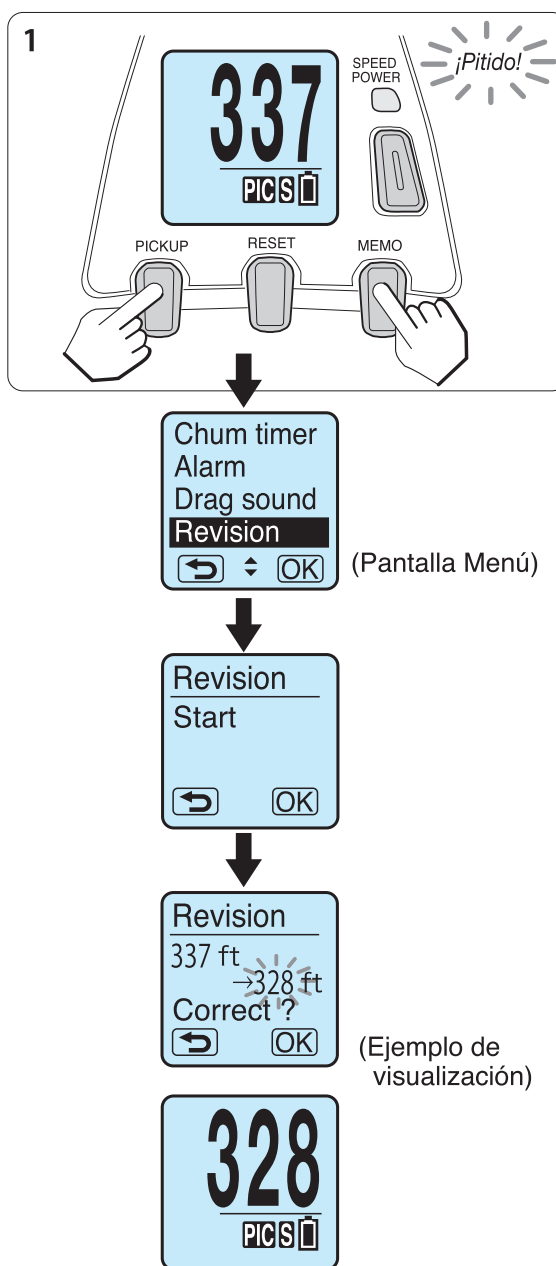 1
337
PIC S
SPEED
POWER
¡Pitido!
PICKUP
RESET
MEMO
Chum timer
Alarm
Drag sound
Revision
OK
(Pantalla Menú)
Revision
Start
OK
Revision
337 ft
→328 ft
Correct ?
OK
(Ejemplo de
visualización)
328
PIC S